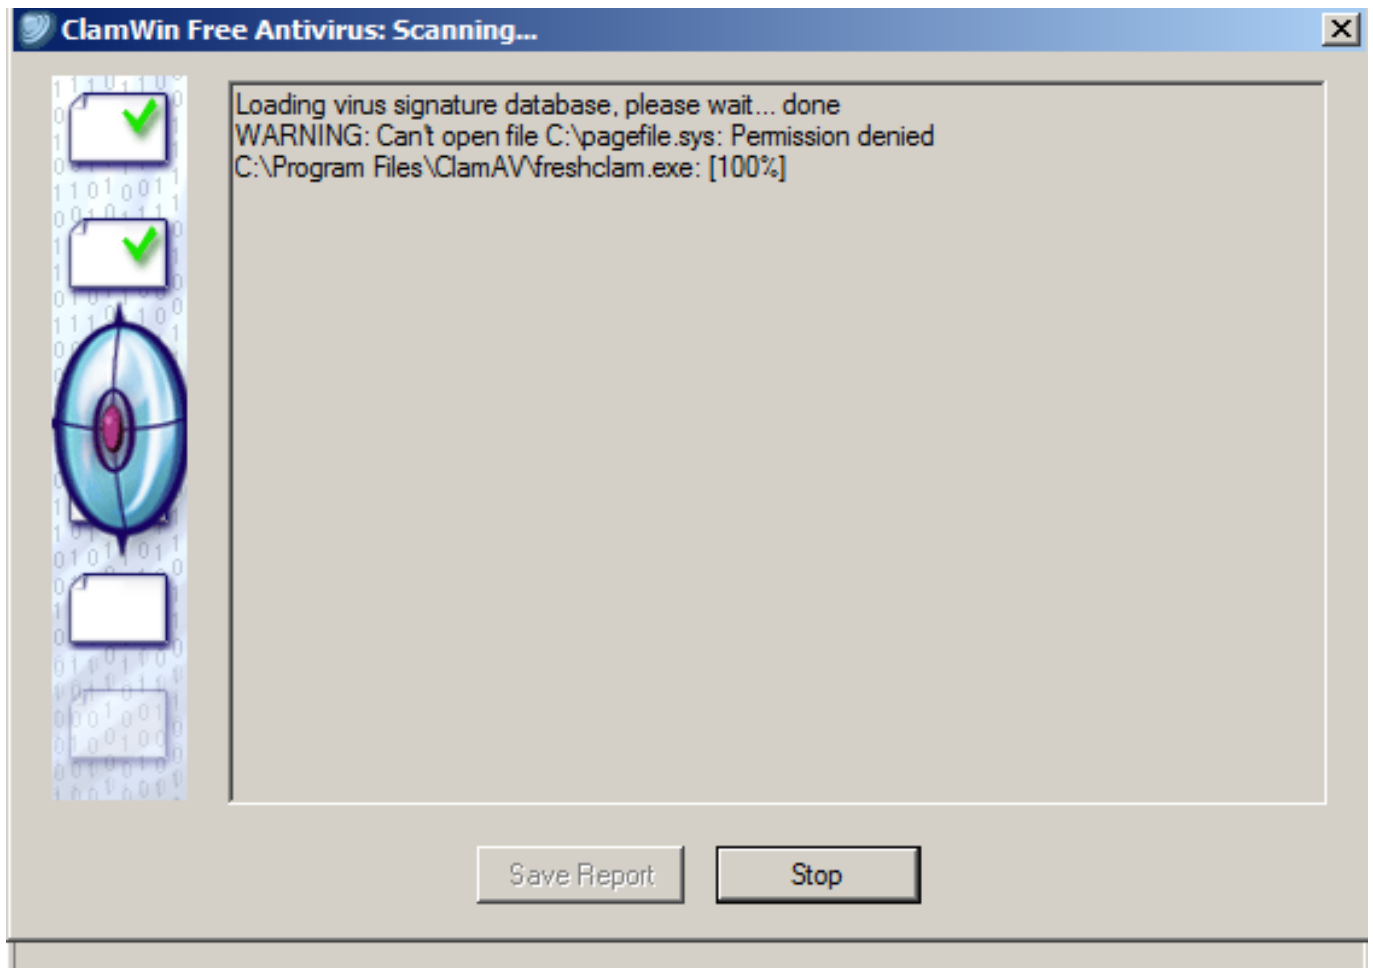 ClamWin Free Antivirus: Scanning...
Loading virus signature database, please wait... done
WARNING: Can't open file C:\pagefile.sys: Permission denied
C:\Program Files\ClamAV\freshclam.exe: [100%]
Save Report
Stop